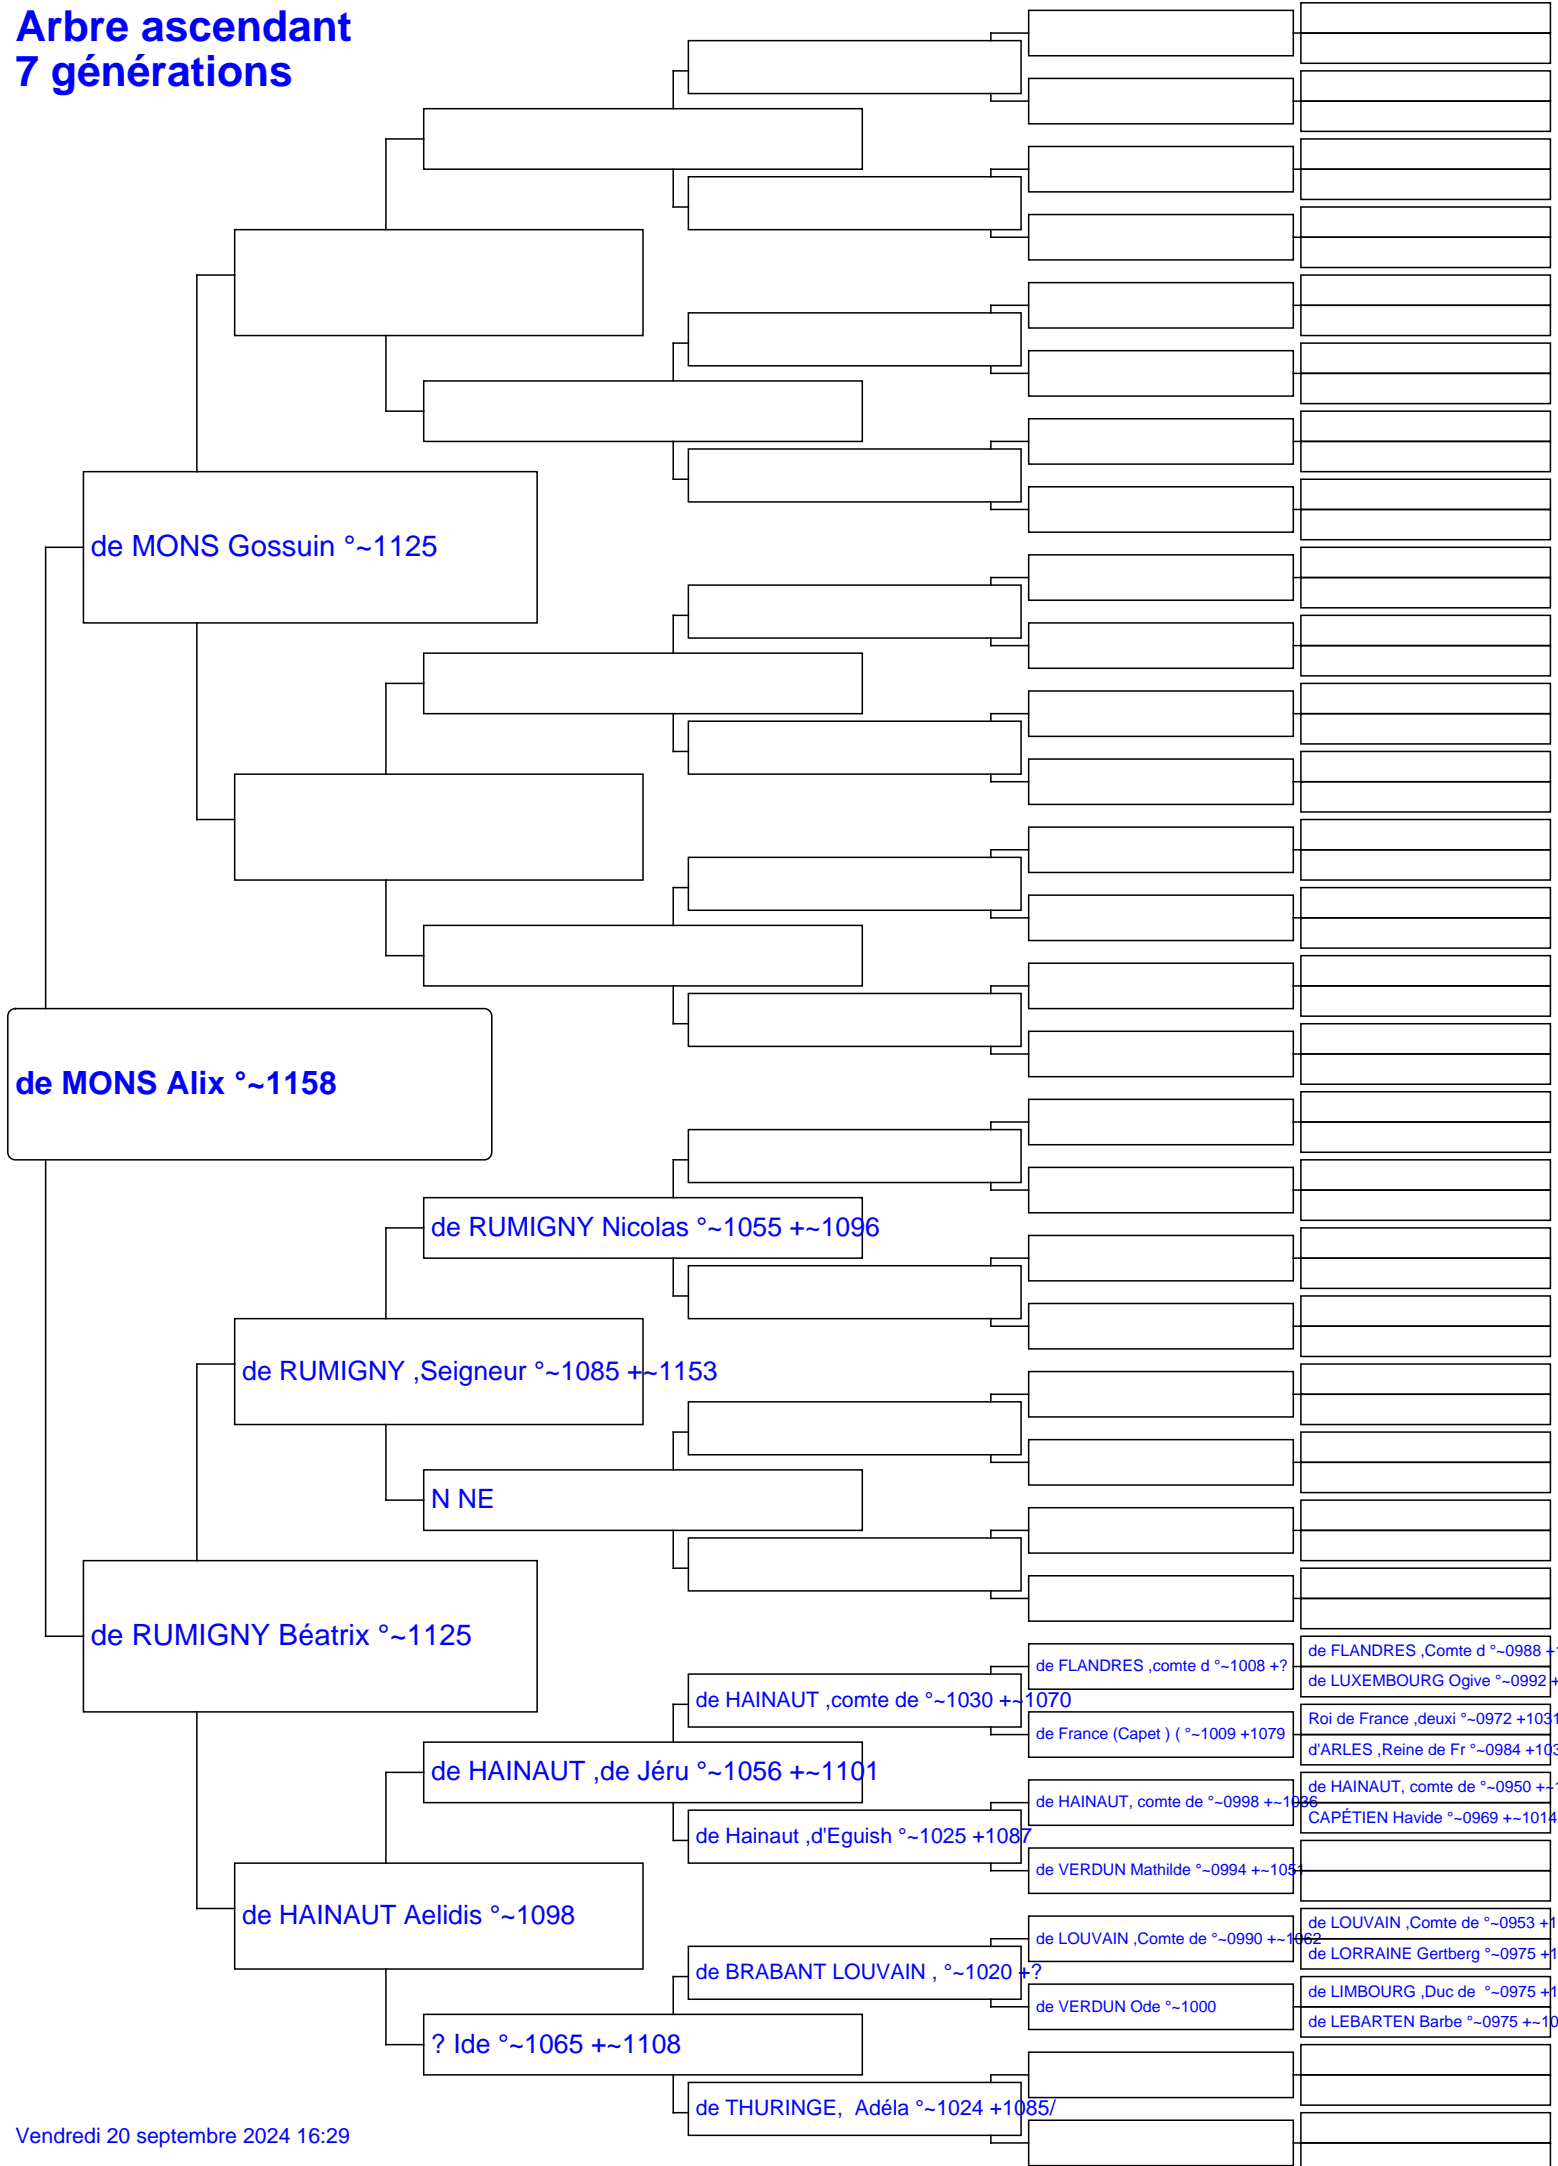 Arbre ascendant
7 générations
de MONS Gossuin °~1125
de MONS Alix °~1158
de RUMIGNY Nicolas °~1055 +~1096
de RUMIGNY ,Seigneur °~1085 +~1153
N NE
de RUMIGNY Béatrix °~1125
de FLANDRES ,Comte d °~0988 +1
de FLANDRES ,comte d °~1008 +?
de LUXEMBOURG Ogive °~0992 +
de HAINAUT ,comte de °~1030 +~1070
Roi de France ,deuxi °~0972 +1031
de France (Capet ) ( °~1009 +1079
d'ARLES ,Reine de Fr °~0984 +103
de HAINAUT ,de Jéru °~1056 +~1101
de HAINAUT, comte de °~0950 +~1
de HAINAUT, comte de °~0998 +~1036
CAPÉTIEN Havide °~0969 +~1014
de Hainaut ,d'Eguish °~1025 +1087
de VERDUN Mathilde °~0994 +~1051
de HAINAUT Aelidis °~1098
de LOUVAIN ,Comte de °~0953 +1
de LOUVAIN ,Comte de °~0990 +~1062
de LORRAINE Gertberg °~0975 +1
de BRABANT LOUVAIN , °~1020 +?
de LIMBOURG ,Duc de °~0975 +1
de VERDUN Ode °~1000
de LEBARTEN Barbe °~0975 +~10
? Ide °~1065 +~1108
de THURINGE, Adéla °~1024 +1085/
Vendredi 20 septembre 2024 16:29